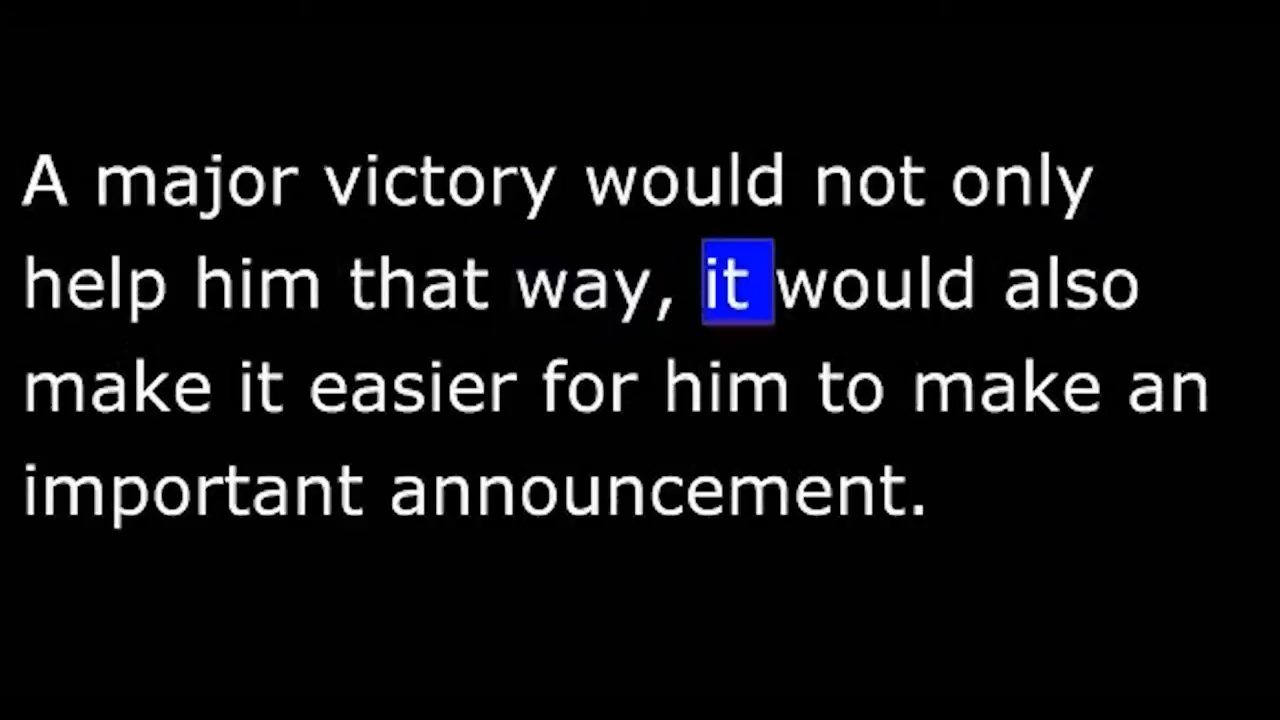 A major victory would not only
help him that way, it would also
make it easier for him to make an
important announcement.